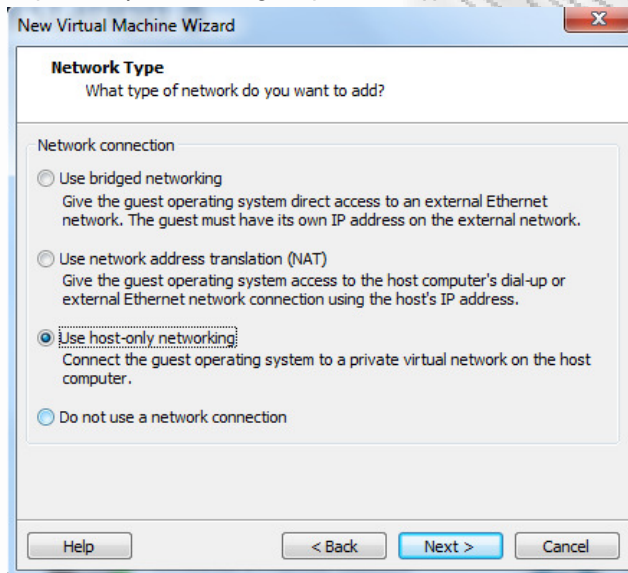 New Virtual Machine Wizard
Network Type
What type of network do you want to add?
Network connection
Use bridged networking
Give the guest operating system direct access to an external Ethernet
network. The guest must have its own IP address on the external network.
Use network address translation (NAT)
Give the guest operating system access to the host computer's dial-up or
external Ethernet network connection using the host's IP address.
Use host-only networking
Connect the guest operating system to a private virtual network on the host
computer.
Do not use a network connection
Help
< Back
Next >
Cancel